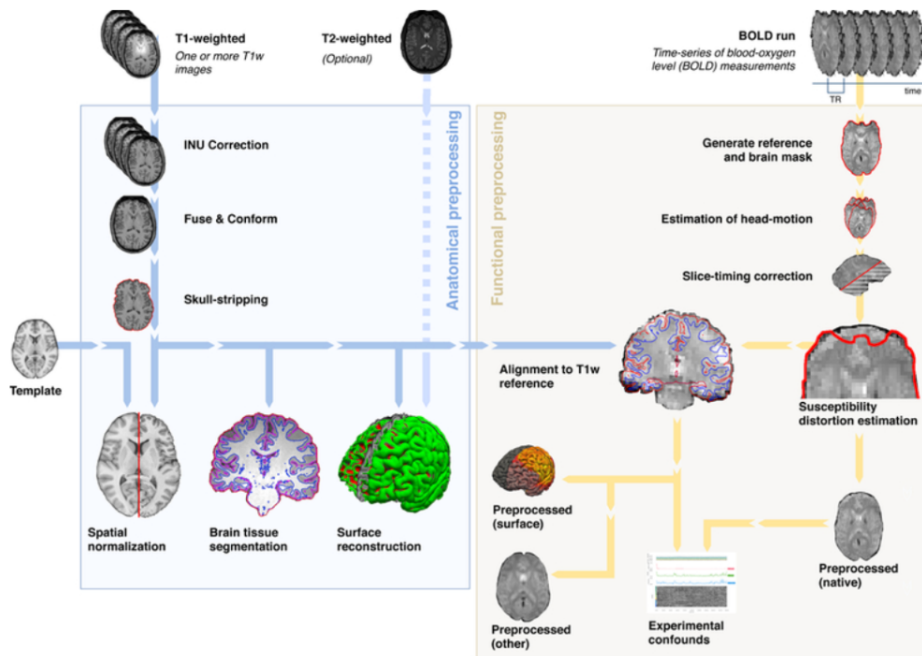 T1-weighted
One or more T1w
images
T2-weighted
(Optional)
BOLD run
Time-series of blood-oxygen
level (BOLD) measurements
TR
time
INU Correction
Fuse & Conform
Skull-stripping
Anatomical preprocessing
Functional preprocessing
Generate reference
and brain mask
Estimation of head-motion
Slice-timing correction
Template
Alignment to T1w
reference
Susceptibility
distortion estimation
Spatial
normalization
Brain tissue
segmentation
Surface
reconstruction
Preprocessed
(surface)
Preprocessed
(other)
Experimental
confounds
Preprocessed
(native)